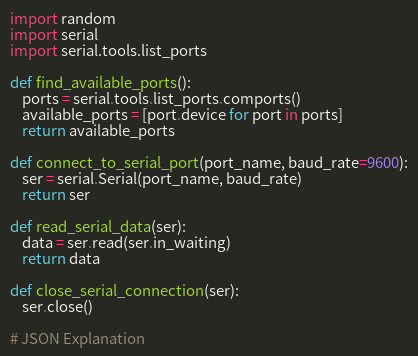 import random
import serial
import serial.tools.list_ports

def find_available_ports():
    ports = serial.tools.list_ports.comports()
    available_ports = [port.device for port in ports]
    return available_ports

def connect_to_serial_port(port_name, baud_rate=9600):
    ser = serial.Serial(port_name, baud_rate)
    return ser

def read_serial_data(ser):
    data = ser.read(ser.in_waiting)
    return data

def close_serial_connection(ser):
    ser.close()

# JSON Explanation